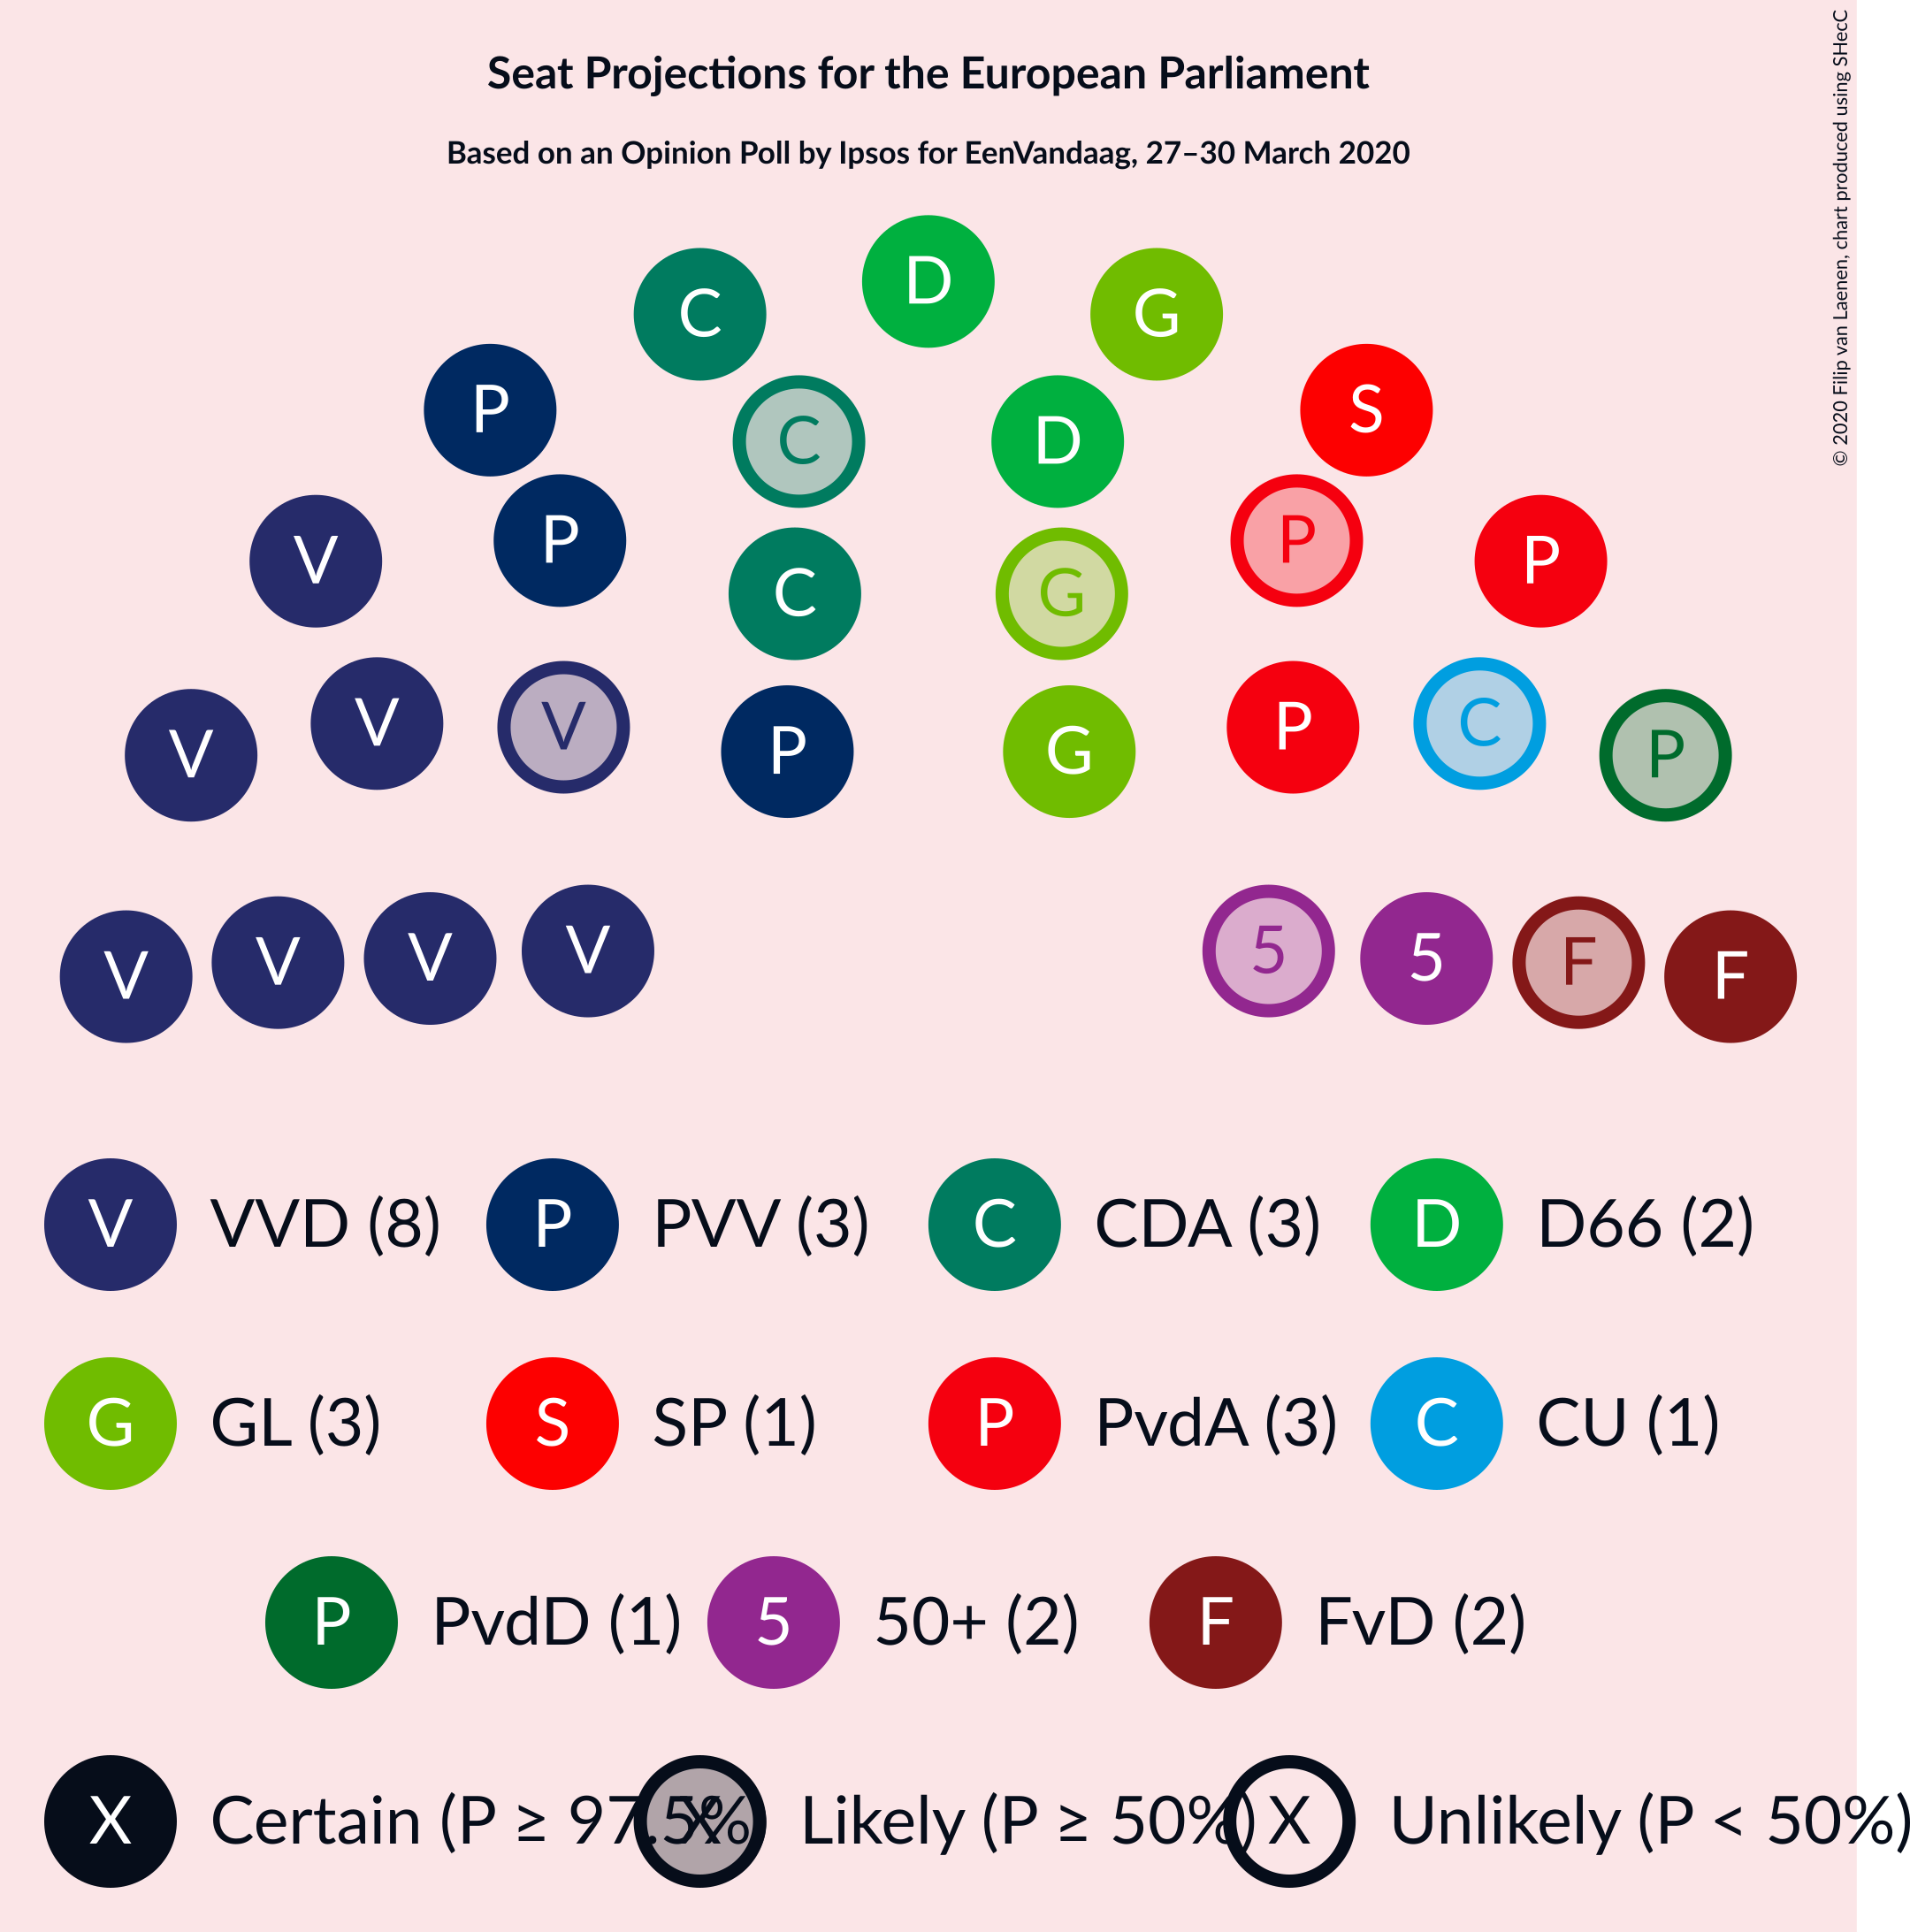 Seat Projections for the European Parliament
Based on an Opinion Poll by Ipsos for EenVandaag, 27–30 March 2020
© 2020 Filip van Laenen, chart produced using SHecC
D
C G
P S
C D
P P
V P
C G
V C
V V P G P P
V
V V V V 5 5 F F
V VVD (8) P PVV (3) C CDA (3) D D66 (2)
G GL (3) S SP (1) P PvdA (3) C CU (1)
P PvdD (1) 5 50+ (2) F FvD (2)
X Certain (P ≥ 97.5% X Likely (P ≥ 50%) X Unlikely (P < 50%)